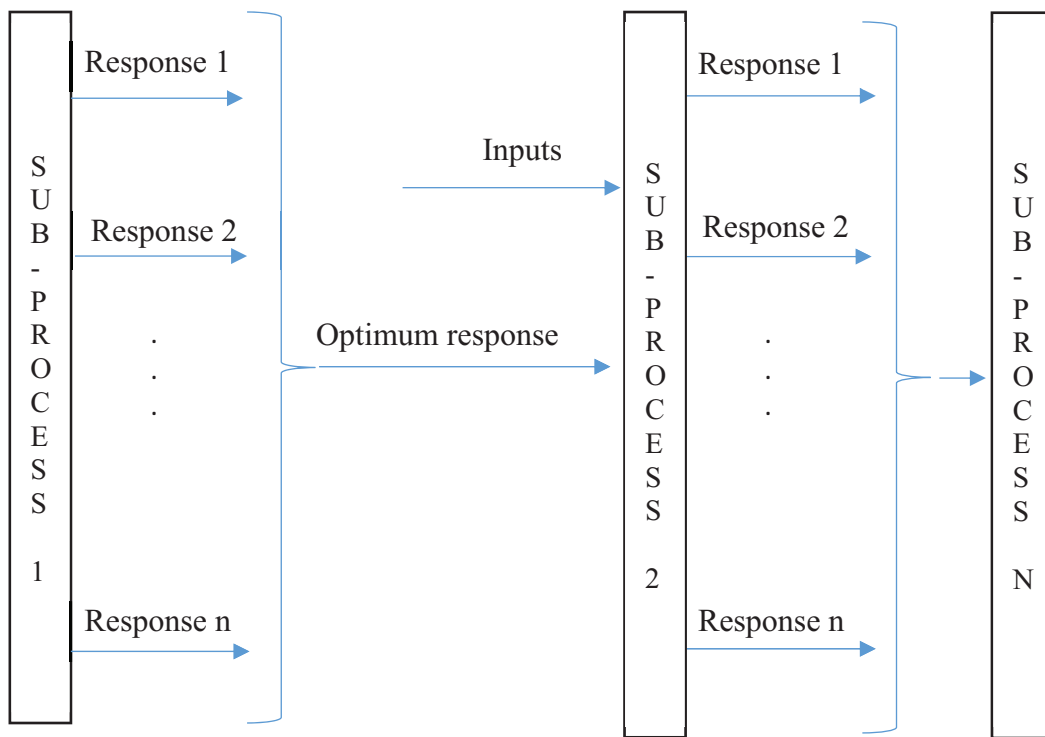 SUB-PROCESS 1
Response 1
Response 2
.
.
.
Response n
Inputs
Optimum response
SUB-PROCESS 2
Response 1
Response 2
.
.
.
Response n
SUB-PROCESS N